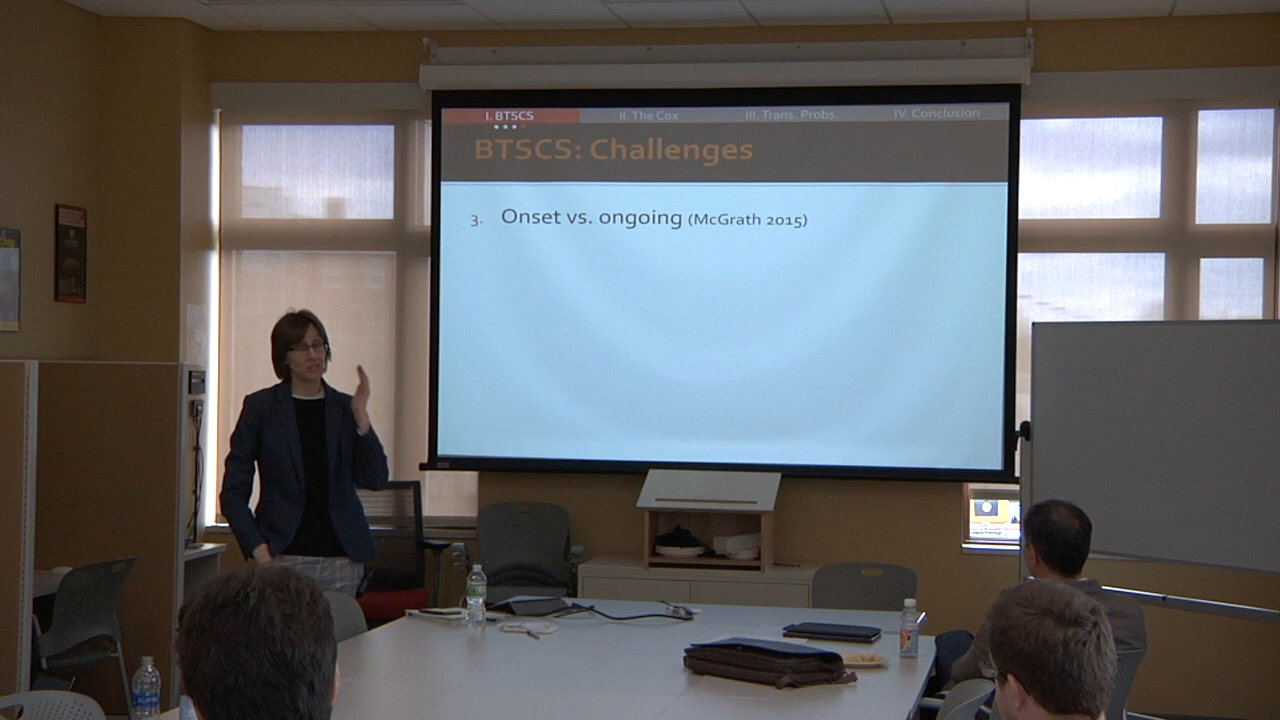 I. BTSCS
II. The Cox
III. Trans. Probs.
IV. Conclusion
BTSCS: Challenges
3. Onset vs. ongoing (McGrath 2015)